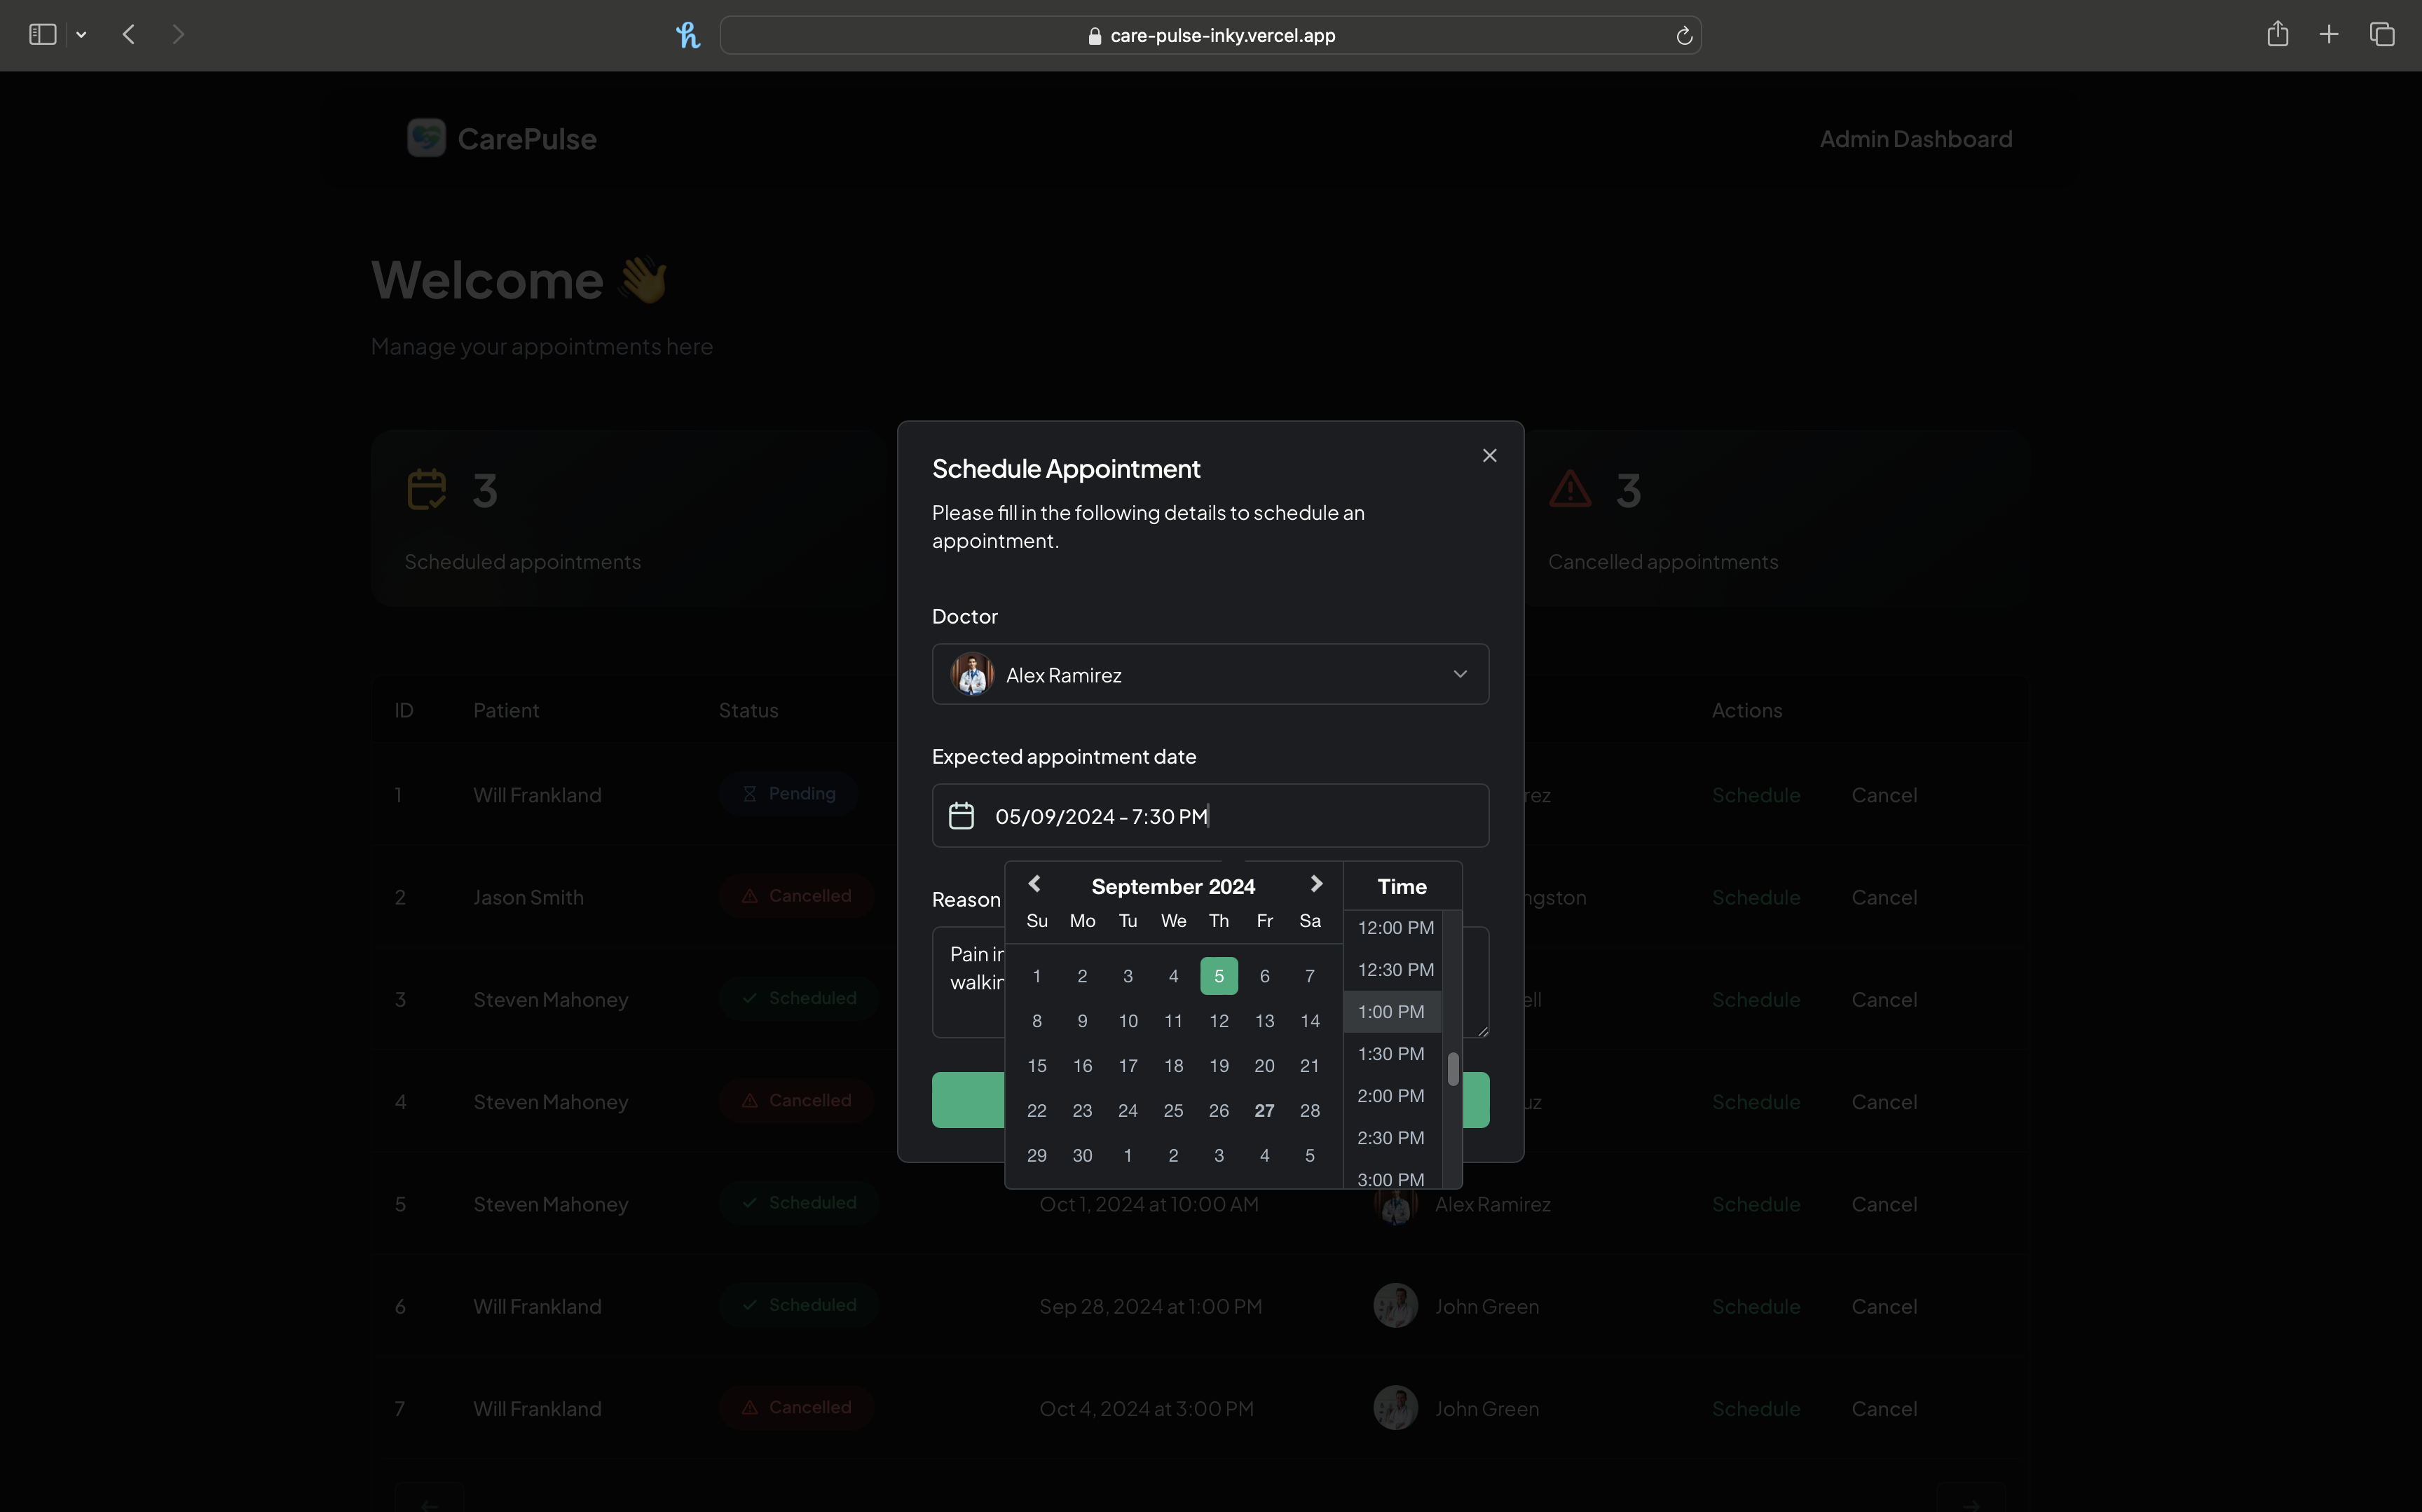 care-pulse-inky.vercel.app
CarePulse
Admin Dashboard
Welcome 👋
Manage your appointments here
3
Scheduled appointments
3
Cancelled appointments
Schedule Appointment
Please fill in the following details to schedule an
appointment.
Doctor
Alex Ramirez
Expected appointment date
05/09/2024 - 7:30 PM
Reason
Pain
September 2024
Su Mo Tu We Th Fr Sa
1 2 3 4 5 6 7
8 9 10 11 12 13 14
15 16 17 18 19 20 21
22 23 24 25 26 27 28
29 30 1 2 3 4 5
Time
12:00 PM
12:30 PM
1:00 PM
1:30 PM
2:00 PM
2:30 PM
3:00 PM
ID Patient Status Actions
1 Will Frankland Pending Schedule Cancel
2 Jason Smith Cancelled Schedule Cancel
3 Steven Mahoney Scheduled Schedule Cancel
4 Steven Mahoney Cancelled Schedule Cancel
5 Steven Mahoney Scheduled Oct 1, 2024 at 10:00 AM Alex Ramirez Schedule Cancel
6 Will Frankland Scheduled Sep 28, 2024 at 1:00 PM John Green Schedule Cancel
7 Will Frankland Cancelled Oct 4, 2024 at 3:00 PM John Green Schedule Cancel